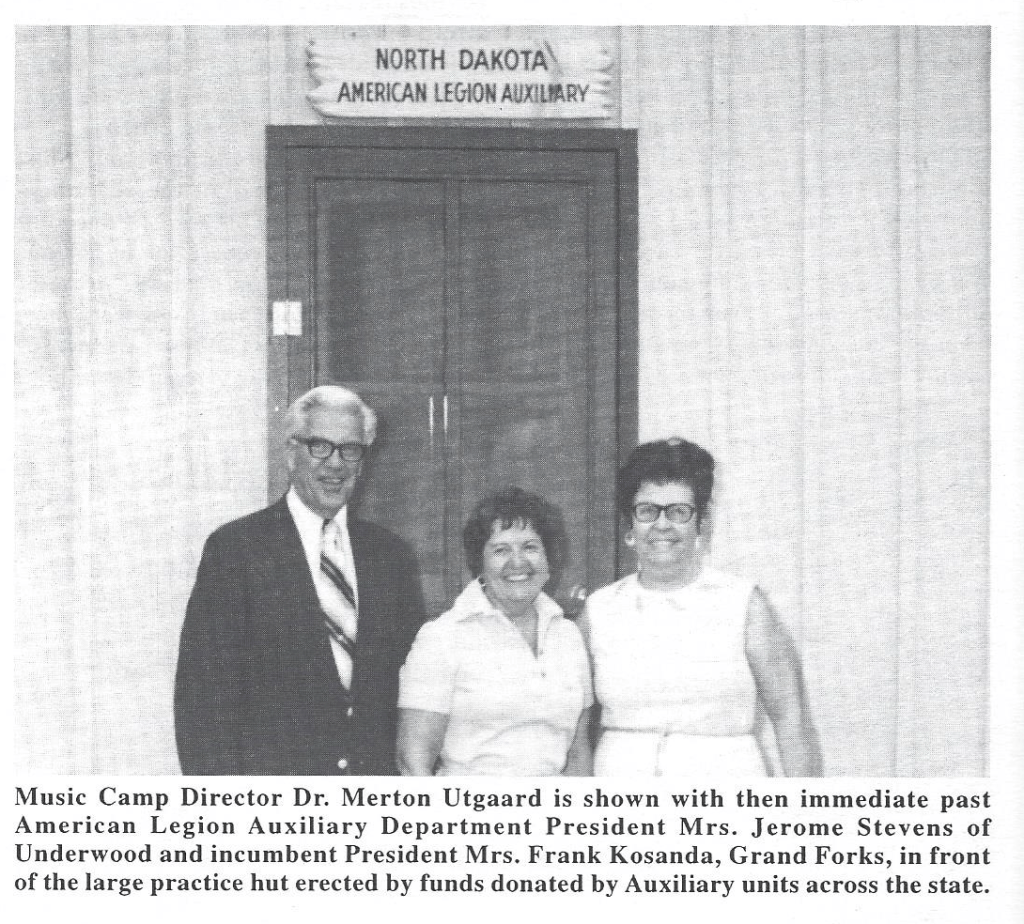 NORTH DAKOTA
AMERICAN LEGION AUXILIARY
Music Camp Director Dr. Merton Utgaard is shown with then immediate past
American Legion Auxiliary Department President Mrs. Jerome Stevens of
Underwood and incumbent President Mrs. Frank Kosanda, Grand Forks, in front
of the large practice hut erected by funds donated by Auxiliary units across the state.